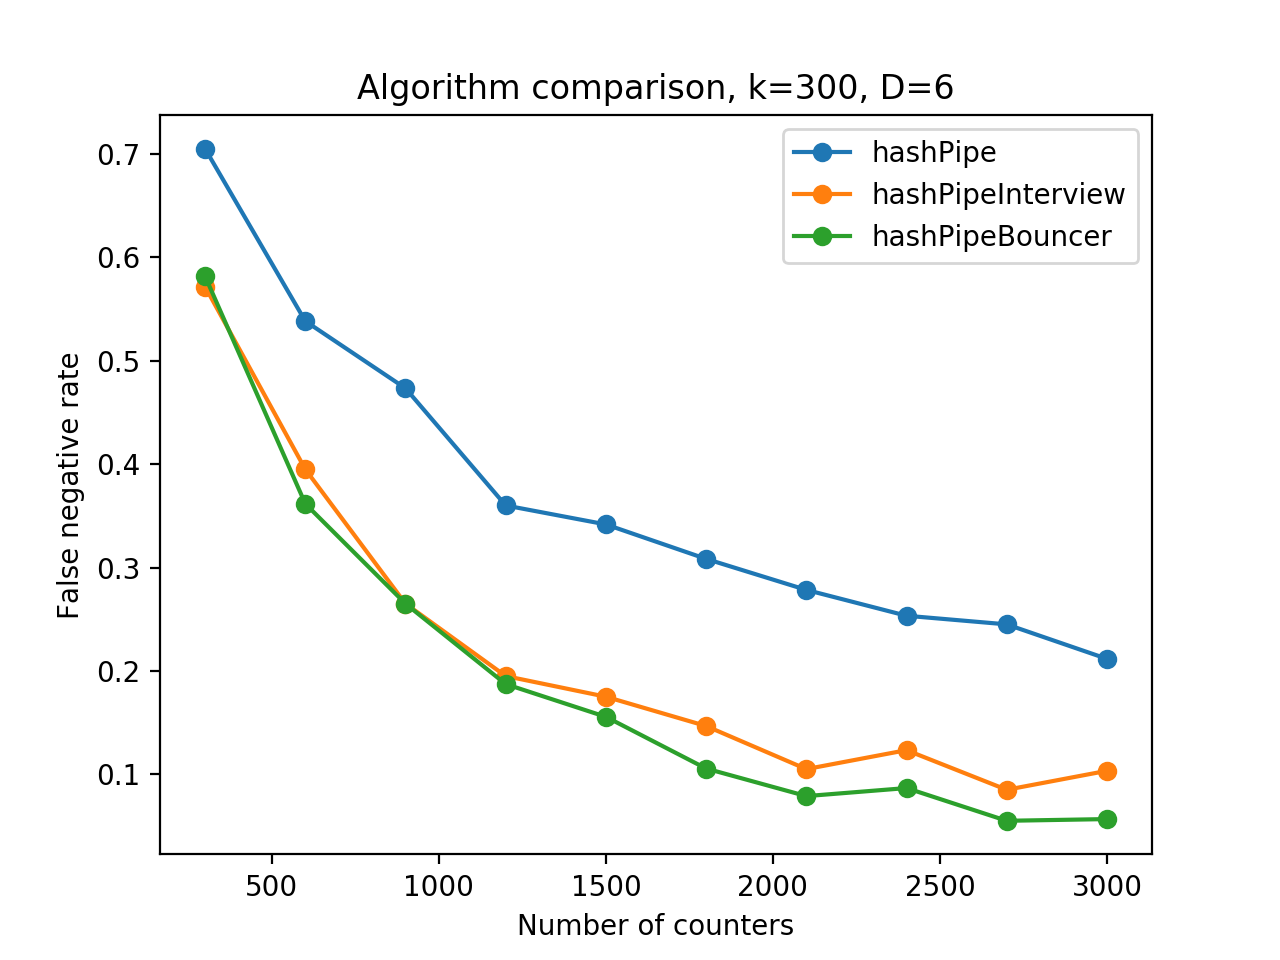 Algorithm comparison, k=300, D=6
hashPipe
hashPipeInterview
hashPipeBouncer
False negative rate
0.7
0.6
0.5
0.4
0.3
0.2
0.1
500 1000 1500 2000 2500 3000
Number of counters